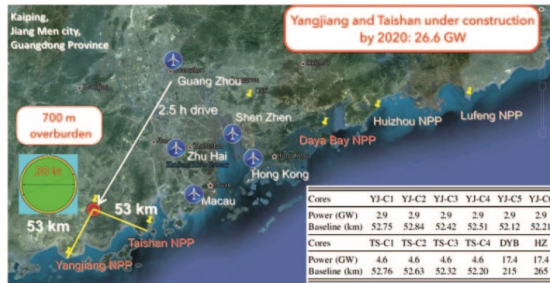 Kaiping,
Jiang Men city,
Guangdong Province
Yangjiang and Taishan under construction
by 2020: 26.6 GW
Guang Zhou
2.5 h drive
700 m
overburden
20 kt
Shen Zhen
Zhu Hai
Hong Kong
Macau
Daya Bay NPP
Huizhou NPP
Lufeng NPP
53 km
53 km
Taishan NPP
Yangjiang NPP
Cores YJ-C1 YJ-C2 YJ-C3 YJ-C4 YJ-C5 YJ-C6
Power (GW) 2.9 2.9 2.9 2.9 2.9 2.9
Baseline (km) 52.75 52.84 52.42 52.51 52.12 52.21
Cores TS-C1 TS-C2 TS-C3 TS-C4 DYB HZ
Power (GW) 4.6 4.6 4.6 4.6 17.4 17.4
Baseline (km) 52.76 52.63 52.32 52.20 215 265